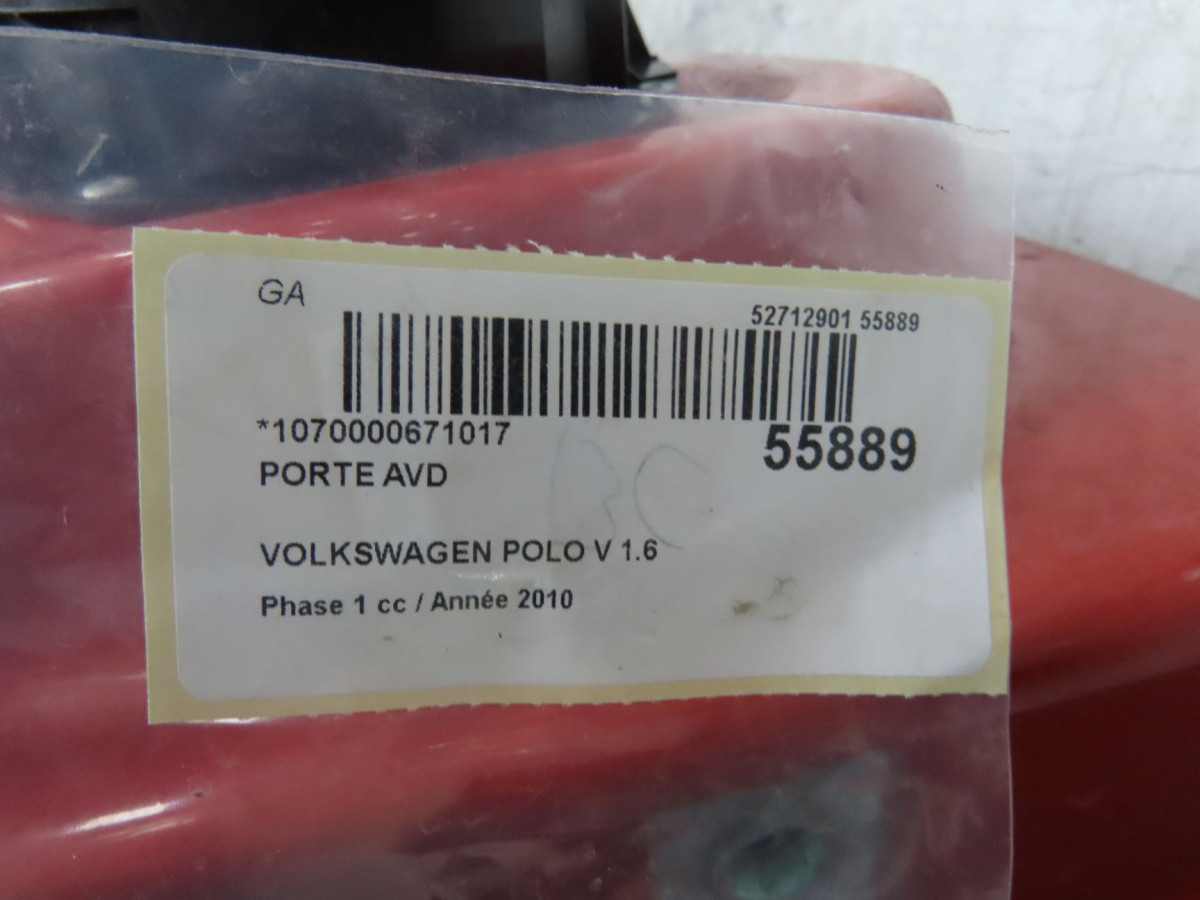 GA
52712901 55889
*1070000671017
55889
PORTE AVD
VOLKSWAGEN POLO V 1.6
Phase 1 cc / Année 2010